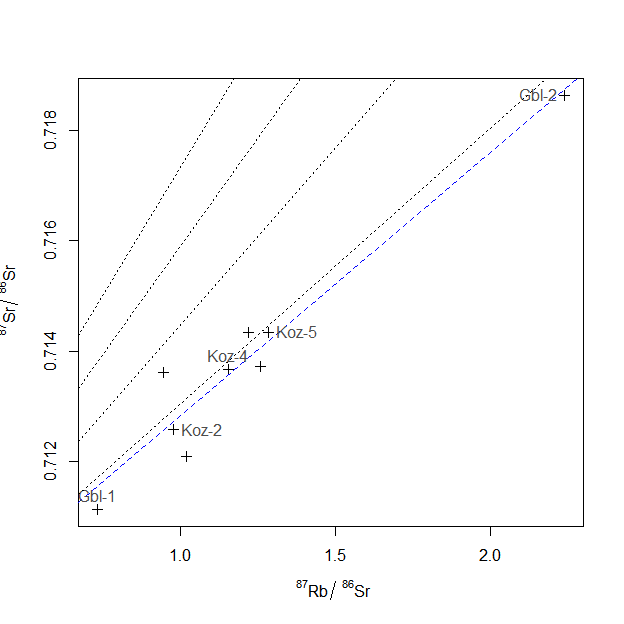 0.718
0.716
0.714
0.712
⁸⁷Sr/ ⁸⁶Sr
Gbl-2
Koz-5
Koz-4
Koz-2
Gbl-1
1.0 1.5 2.0
⁸⁷Rb/ ⁸⁶Sr